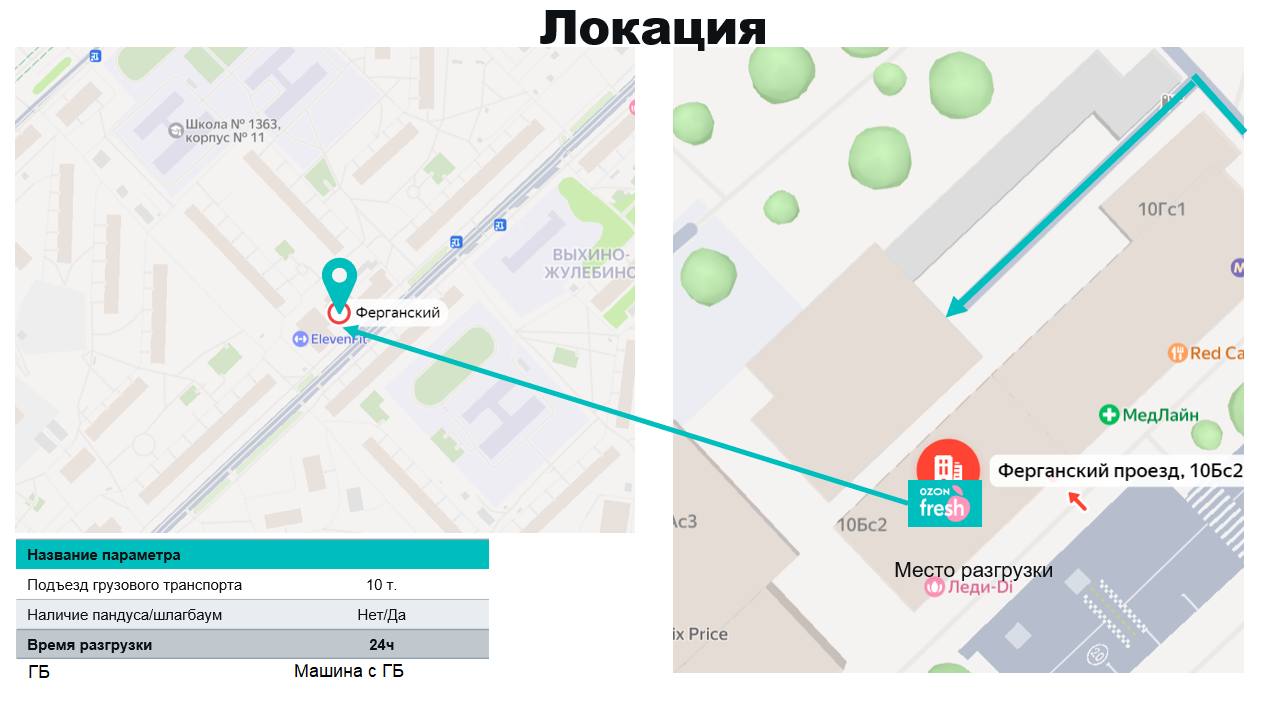 Локация
Школа № 1363,
корпус № 11
ВЫХИНО-
ЖУЛЕБИНО
Ферганский
ElevenFit
10Гс1
Red Ca
МедЛайн
Ферганский проезд, 10Бс2
OZON
fresh
Ас3
10Бс2
Место разгрузки
Леди-Di
ix Price
20
Название параметра
Подъезд грузового транспорта 10 т.
Наличие пандуса/шлагбаум Нет/Да
Время разгрузки 24ч
ГБ Машина с ГБ